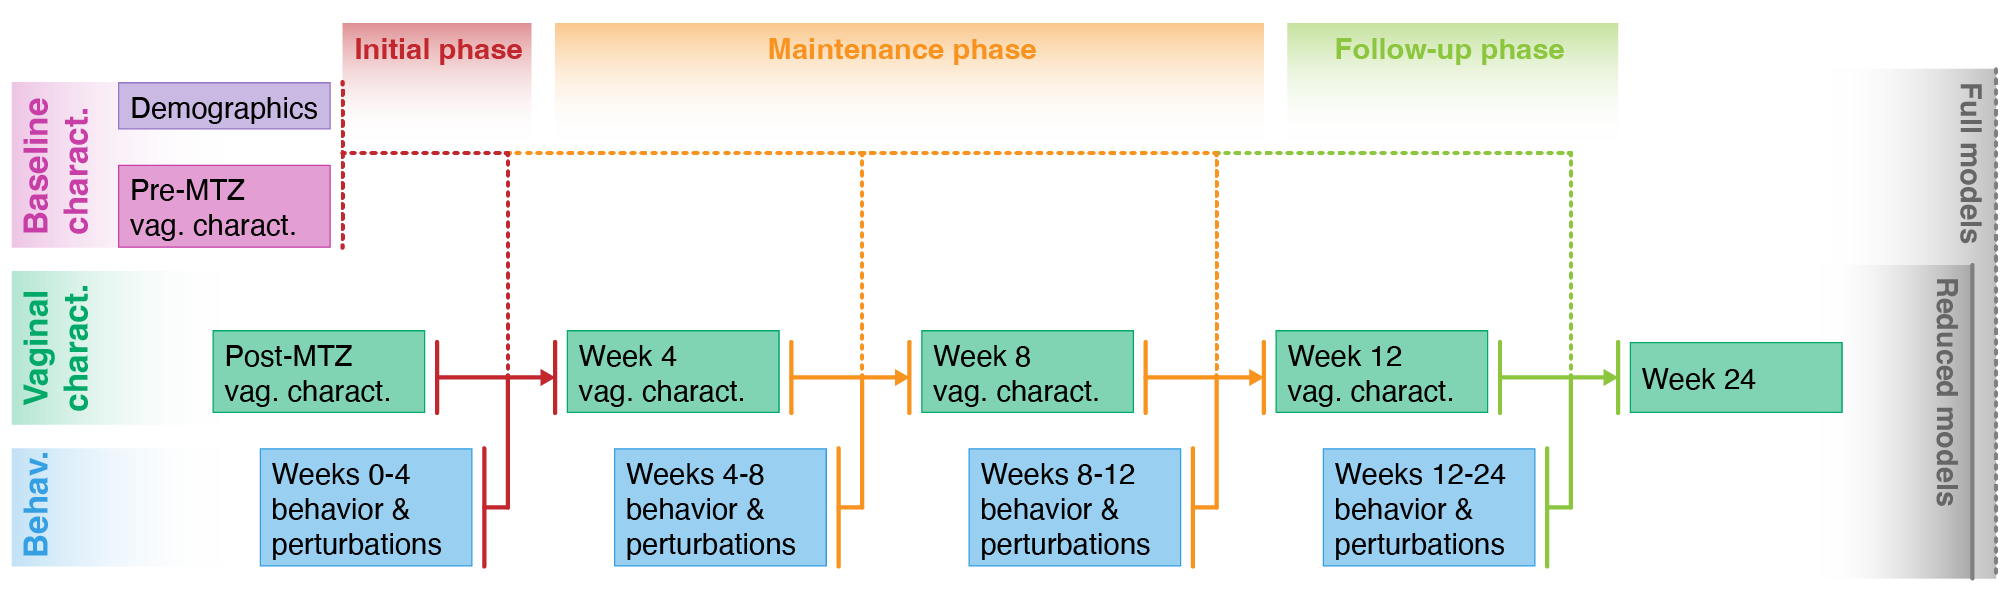 Initial phase
Maintenance phase
Follow-up phase
Baseline
charact.
Demographics
Pre-MTZ
vag. charact.
Full models
Vaginal
charact.
Post-MTZ
vag. charact.
Week 4
vag. charact.
Week 8
vag. charact.
Week 12
vag. charact.
Week 24
Reduced models
Behav.
Weeks 0-4
behavior &
perturbations
Weeks 4-8
behavior &
perturbations
Weeks 8-12
behavior &
perturbations
Weeks 12-24
behavior &
perturbations